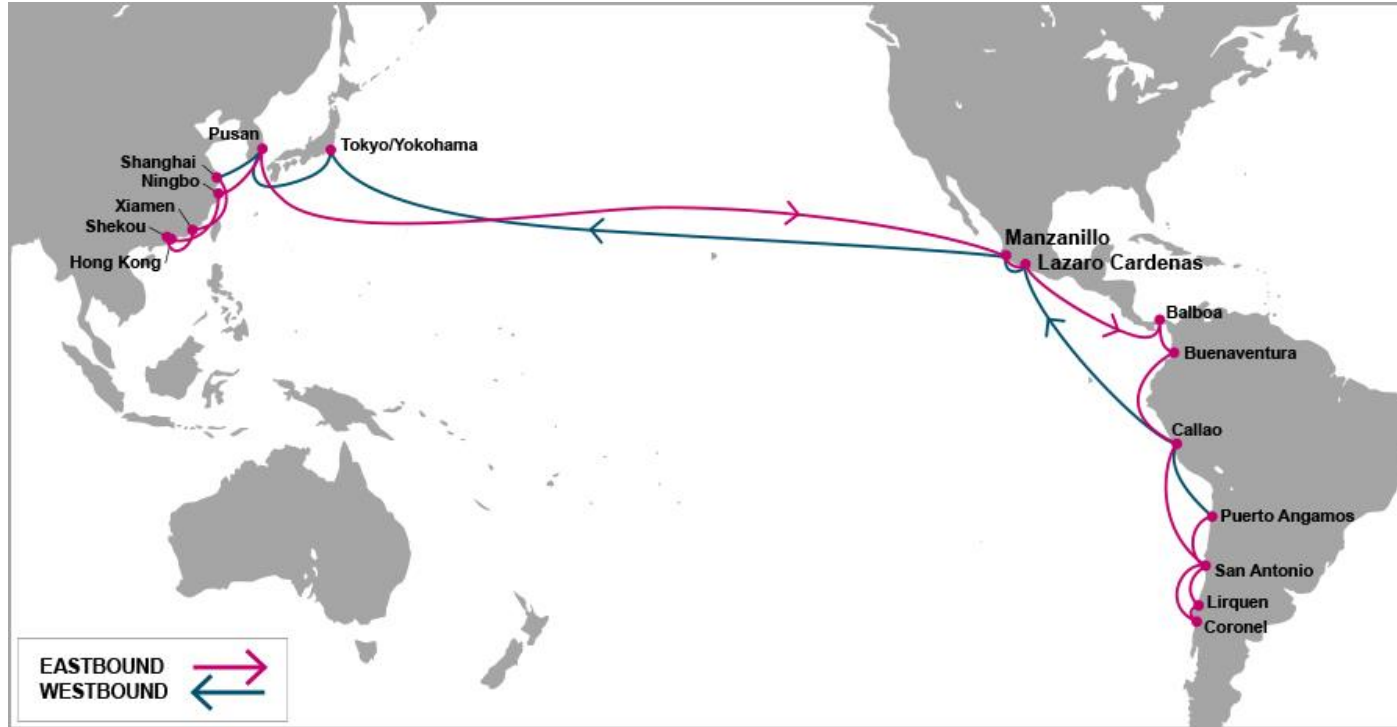 Pusan
Tokyo/Yokohama
Shanghai
Ningbo
Xiamen
Shekou
Hong Kong
Manzanillo
Lazaro Cardenas
Balboa
Buenaventura
Callao
Puerto Angamos
San Antonio
Lirquen
Coronel
EASTBOUND
WESTBOUND